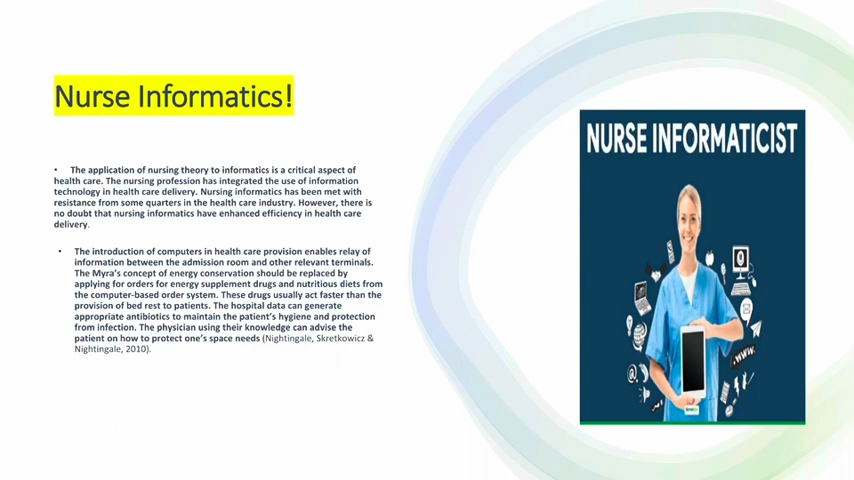 Nurse Informatics!
• The application of nursing theory to informatics is a critical aspect of
health care. The nursing profession has integrated the use of information
technology in health care delivery. Nursing informatics has been met with
resistance from some quarters in the health care industry. However, there is
no doubt that nursing informatics have enhanced efficiency in health care
delivery.
• The introduction of computers in health care provision enables relay of
information between the admission room and other relevant terminals.
The Myra's concept of energy conservation should be replaced by
applying for orders for energy supplement drugs and nutritious diets from
the computer-based order system. These drugs usually act faster than the
provision of bed rest to patients. The hospital data can generate
appropriate antibiotics to maintain the patient's hygiene and protection
from infection. The physician using their knowledge can advise the
patient on how to protect one's space needs (Nightingale, Skretkowicz &
Nightingale, 2010).
NURSE INFORMATICIST
WWW
@